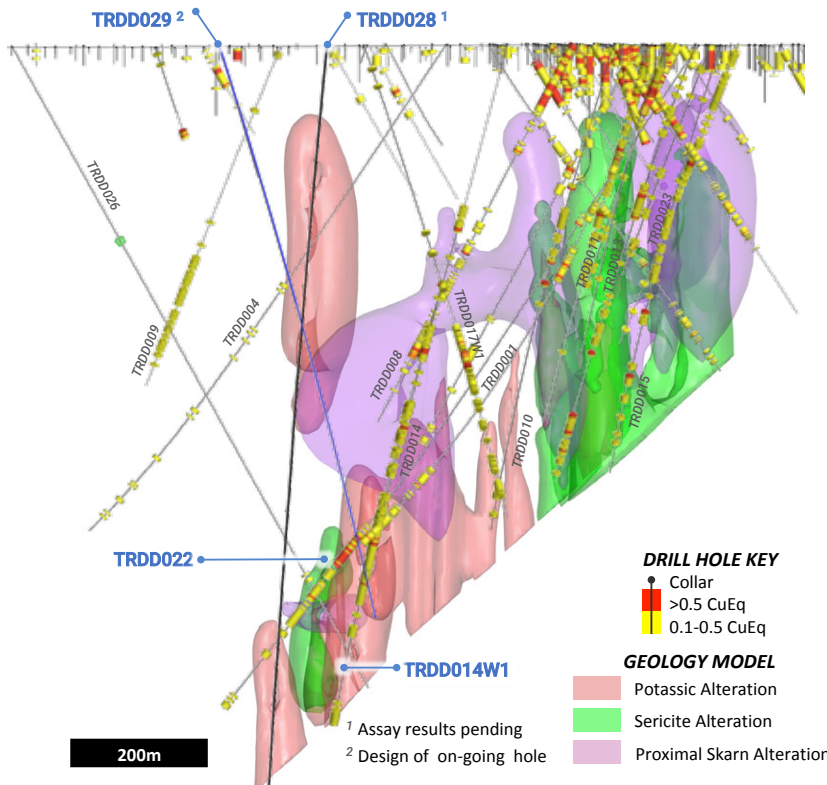 TRDD029 ²
TRDD028 ¹
TRDD026
TRDD009
TRDD004
TRDD008
TRDD017W1
TRDD001
TRDD014
TRDD010
TRDD011
TRDD013
TRDD023
TRDD015
TRDD022
TRDD014W1
DRILL HOLE KEY
Collar
>0.5 CuEq
0.1-0.5 CuEq
GEOLOGY MODEL
Potassic Alteration
Sericite Alteration
Proximal Skarn Alteration
¹ Assay results pending
² Design of on-going hole
200m